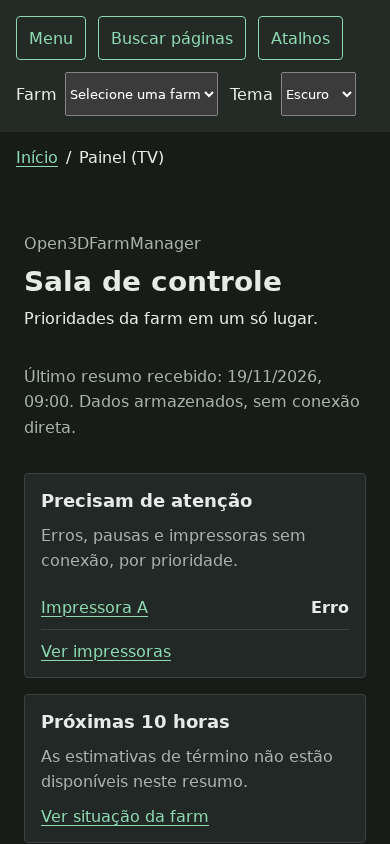 Menu Buscar páginas Atalhos
Farm Selecione uma farm Tema Escuro
Início / Painel (TV)
Open3DFarmManager
Sala de controle
Prioridades da farm em um só lugar.
Último resumo recebido: 19/11/2026,
09:00. Dados armazenados, sem conexão
direta.
Precisam de atenção
Erros, pausas e impressoras sem
conexão, por prioridade.
Impressora A Erro
Ver impressoras
Próximas 10 horas
As estimativas de término não estão
disponíveis neste resumo.
Ver situação da farm